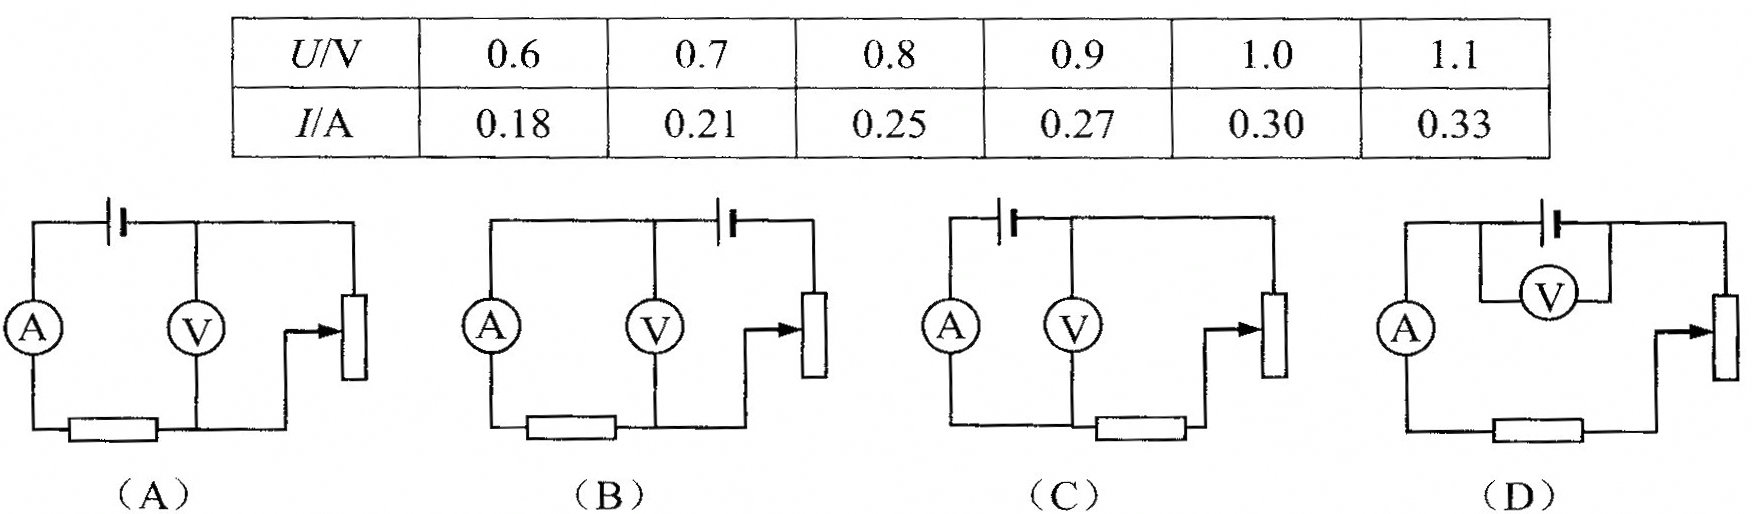 U/V 0.6 0.7 0.8 0.9 1.0 1.1
I/A 0.18 0.21 0.25 0.27 0.30 0.33
A V A V A V A V
（A） （B） （C） （D）